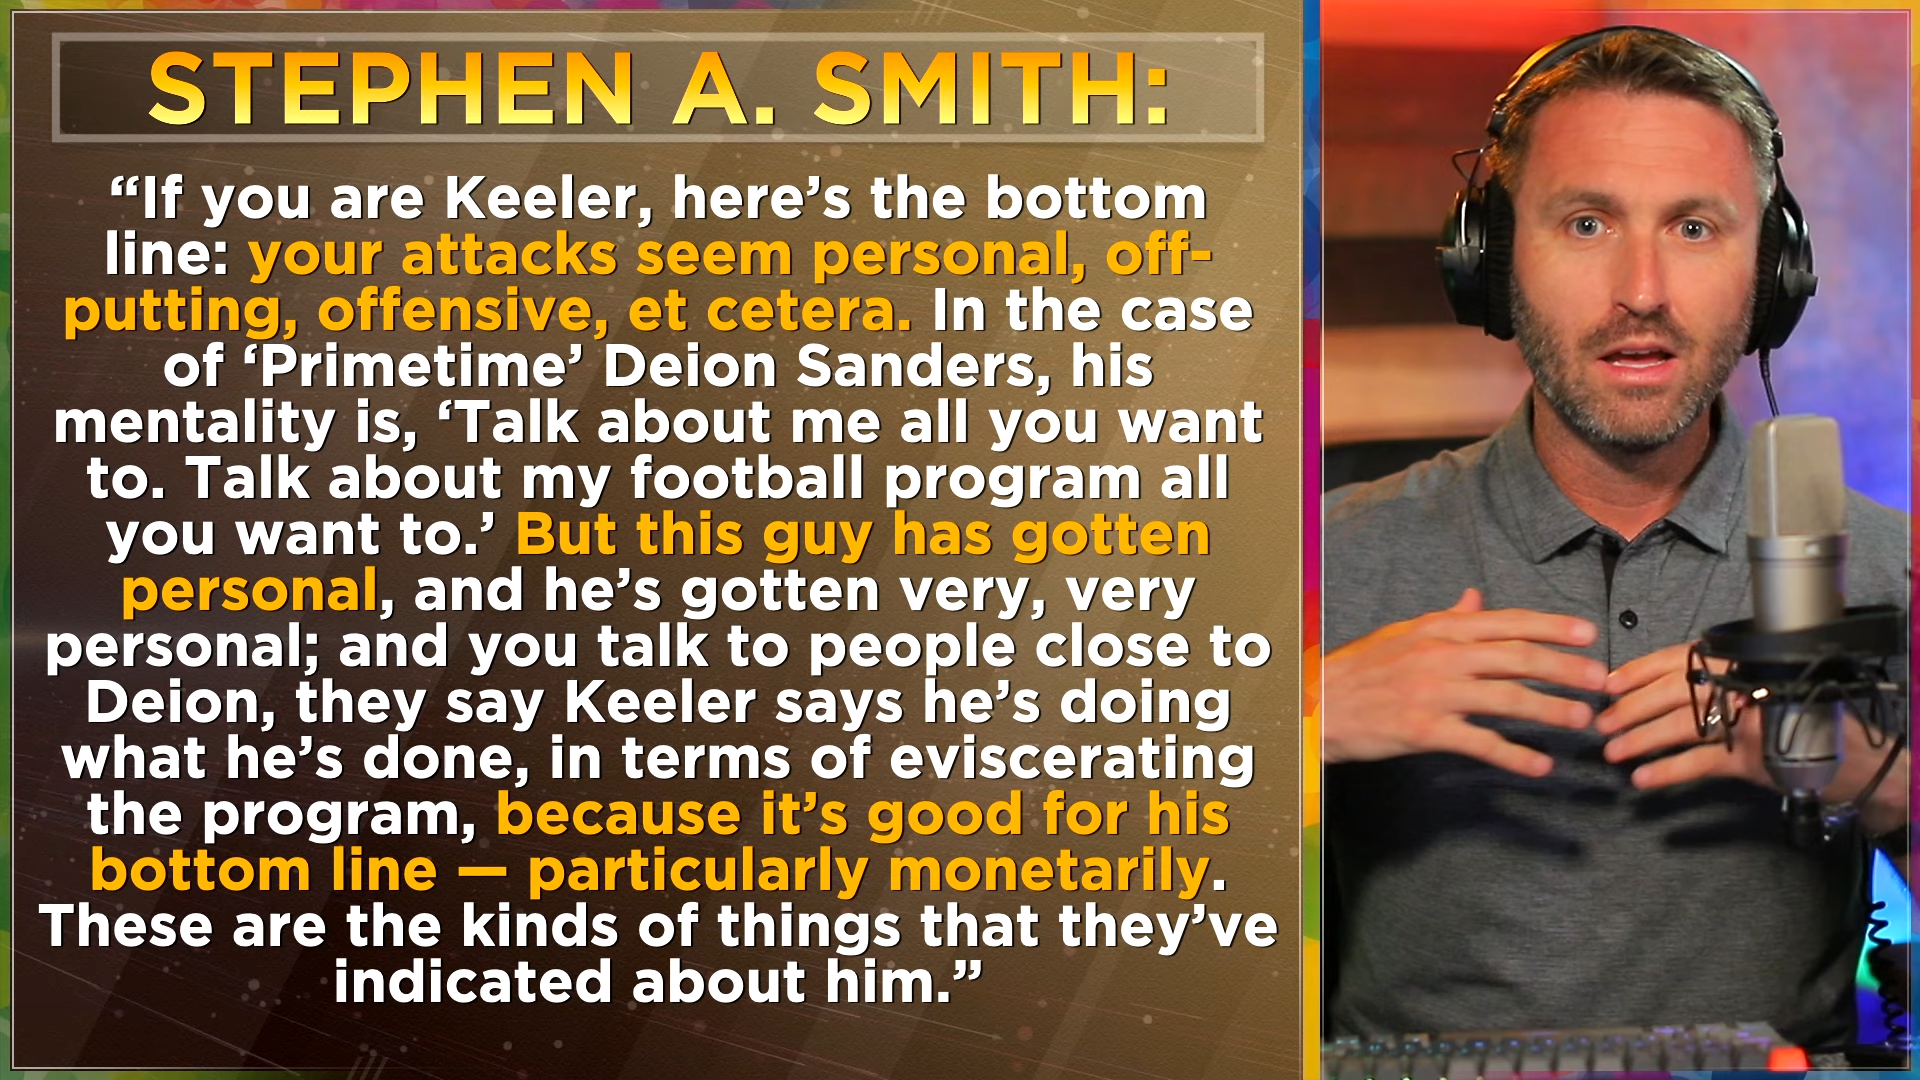 STEPHEN A. SMITH:
“If you are Keeler, here’s the bottom
line: your attacks seem personal, off-
putting, offensive, et cetera. In the case
of ‘Primetime’ Deion Sanders, his
mentality is, ‘Talk about me all you want
to. Talk about my football program all
you want to.’ But this guy has gotten
personal, and he’s gotten very, very
personal; and you talk to people close to
Deion, they say Keeler says he’s doing
what he’s done, in terms of eviscerating
the program, because it’s good for his
bottom line — particularly monetarily.
These are the kinds of things that they’ve
indicated about him.”